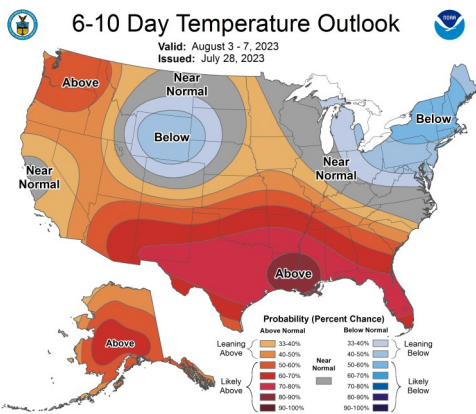 6-10 Day Temperature Outlook
Valid: August 3 - 7, 2023
Issued: July 28, 2023
NOAA
Above
Near
Normal
Below
Below
Near
Normal
Near
Normal
Above
Above
Probability (Percent Chance)
Above Normal
Below Normal
Leaning
Above
33-40%
40-50%
50-60%
60-70%
70-80%
80-90%
90-100%
Likely
Above
Near
Normal
33-40%
40-50%
50-60%
60-70%
70-80%
80-90%
90-100%
Leaning
Below
Likely
Below